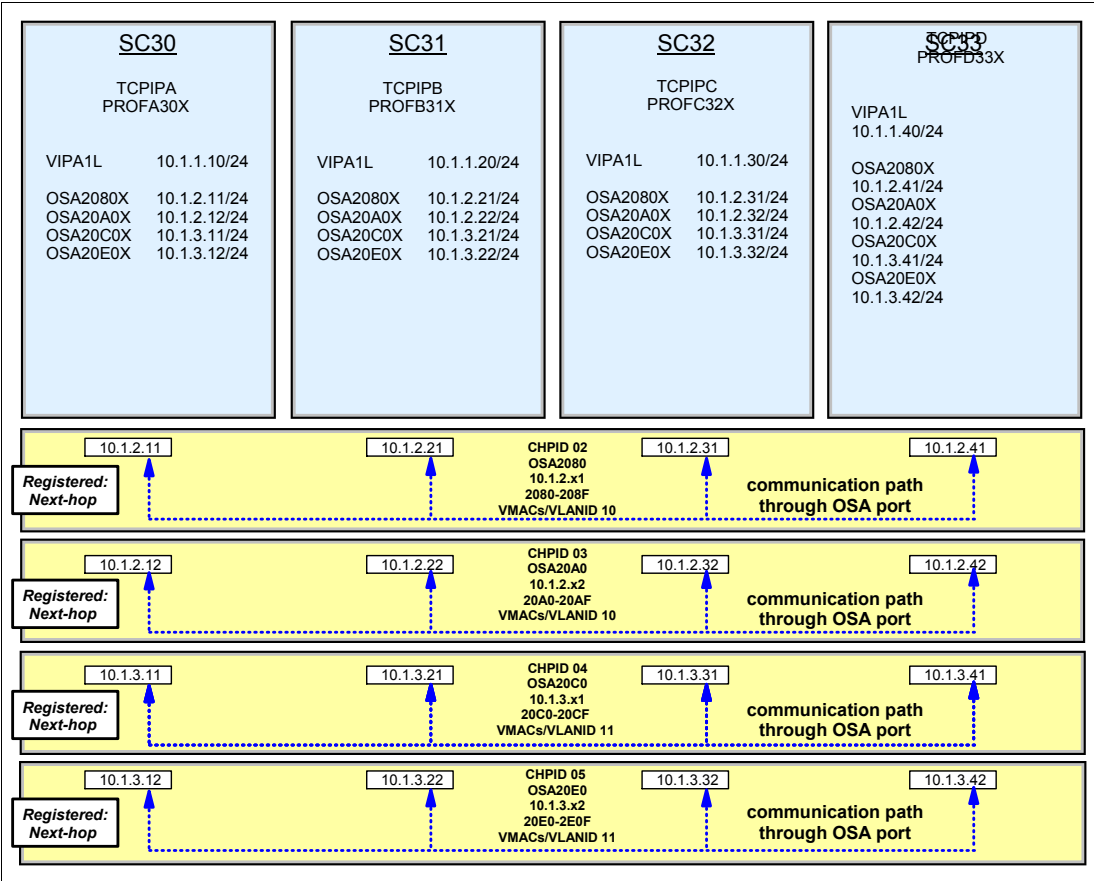 SC30
TCPIPA
PROFA30X
VIPA1L 10.1.1.10/24
OSA2080X 10.1.2.11/24
OSA20A0X 10.1.2.12/24
OSA20C0X 10.1.3.11/24
OSA20E0X 10.1.3.12/24
SC31
TCPIPB
PROFB31X
VIPA1L 10.1.1.20/24
OSA2080X 10.1.2.21/24
OSA20A0X 10.1.2.22/24
OSA20C0X 10.1.3.21/24
OSA20E0X 10.1.3.22/24
SC32
TCPIPC
PROFC32X
VIPA1L 10.1.1.30/24
OSA2080X 10.1.2.31/24
OSA20A0X 10.1.2.32/24
OSA20C0X 10.1.3.31/24
OSA20E0X 10.1.3.32/24
SC33
TCPIPD
PROFD33X
VIPA1L
10.1.1.40/24
OSA2080X
10.1.2.41/24
OSA20A0X
10.1.2.42/24
OSA20C0X
10.1.3.41/24
OSA20E0X
10.1.3.42/24
Registered:
Next-hop
10.1.2.11
10.1.2.21
CHPID 02
OSA2080
10.1.2.x1
2080-208F
VMACs/VLANID 10
10.1.2.31
10.1.2.41
communication path
through OSA port
Registered:
Next-hop
10.1.2.12
10.1.2.22
CHPID 03
OSA20A0
10.1.2.x2
20A0-20AF
VMACs/VLANID 10
10.1.2.32
10.1.2.42
communication path
through OSA port
Registered:
Next-hop
10.1.3.11
10.1.3.21
CHPID 04
OSA20C0
10.1.3.x1
20C0-20CF
VMACs/VLANID 11
10.1.3.31
10.1.3.41
communication path
through OSA port
Registered:
Next-hop
10.1.3.12
10.1.3.22
CHPID 05
OSA20E0
10.1.3.x2
20E0-2E0F
VMACs/VLANID 11
10.1.3.32
10.1.3.42
communication path
through OSA port